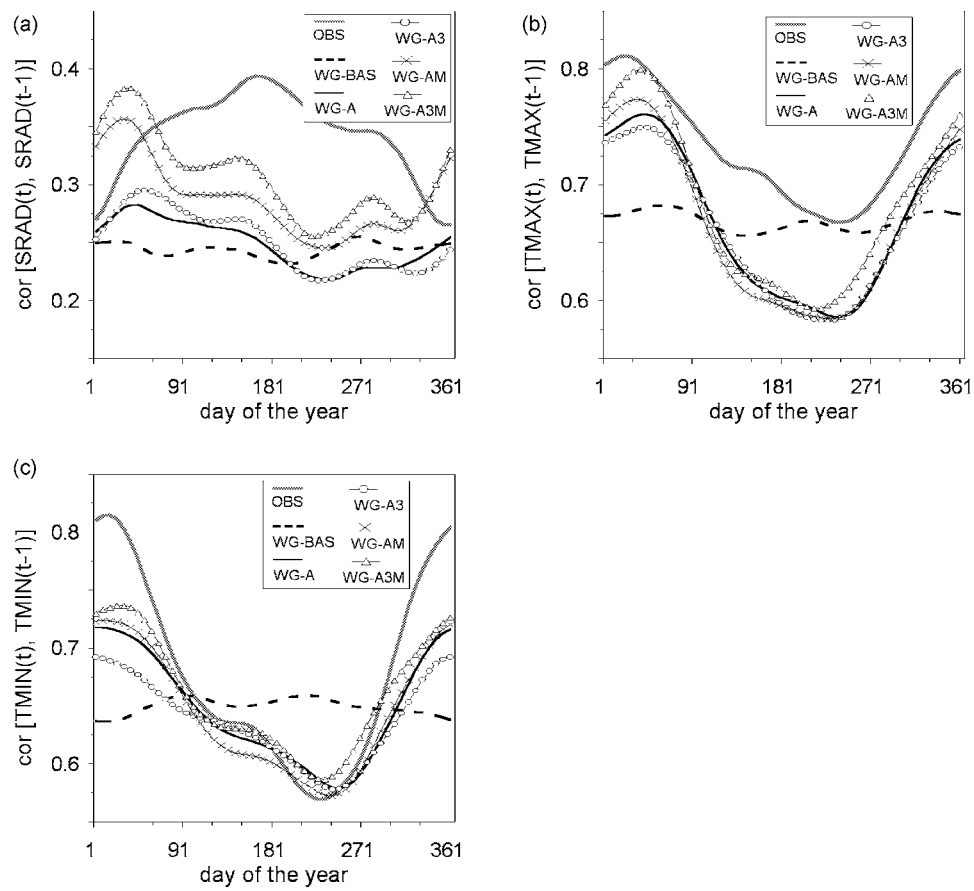 (a)
OBS WG-A3
WG-BAS WG-AM
WG-A WG-A3M
0.4
0.3
0.2
cor [SRAD(t), SRAD(t-1)]
1 91 181 271 361
day of the year
(b)
OBS WG-A3
WG-BAS WG-AM
WG-A WG-A3M
0.8
0.7
0.6
cor [TMAX(t), TMAX(t-1)]
1 91 181 271 361
day of the year
(c)
OBS WG-A3
WG-BAS WG-AM
WG-A WG-A3M
0.8
0.7
0.6
cor [TMIN(t), TMIN(t-1)]
1 91 181 271 361
day of the year